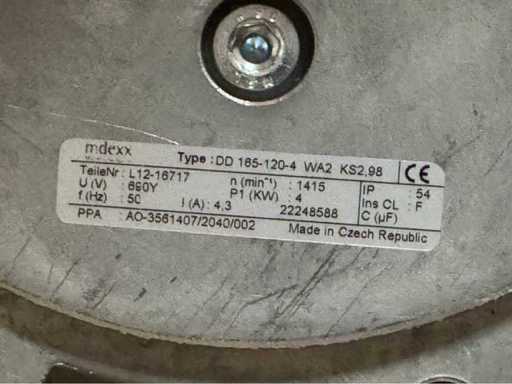 mdexx Type : DD 165-120-4 WA2 KS2,98 CE
TeileNr : L12-16717 n (min⁻¹) : 1415 IP : 54
U (V) : 690Y P1 (KW) : 4 Ins CL : F
f (Hz) : 50 I (A) : 4,3 22248588 C (µF)
PPA : AO-3561407/2040/002 Made in Czech Republic